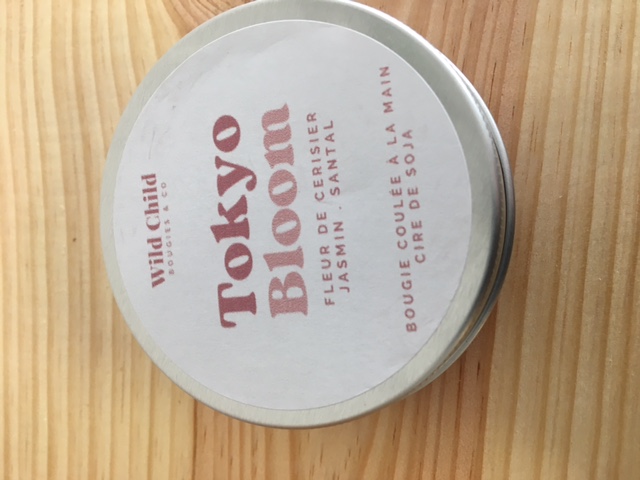 Wild Child
BOUGIES & CO
Tokyo
Bloom
FLEUR DE CERISIER
JASMIN . SANTAL
BOUGIE COULÉE À LA MAIN
CIRE DE SOJA